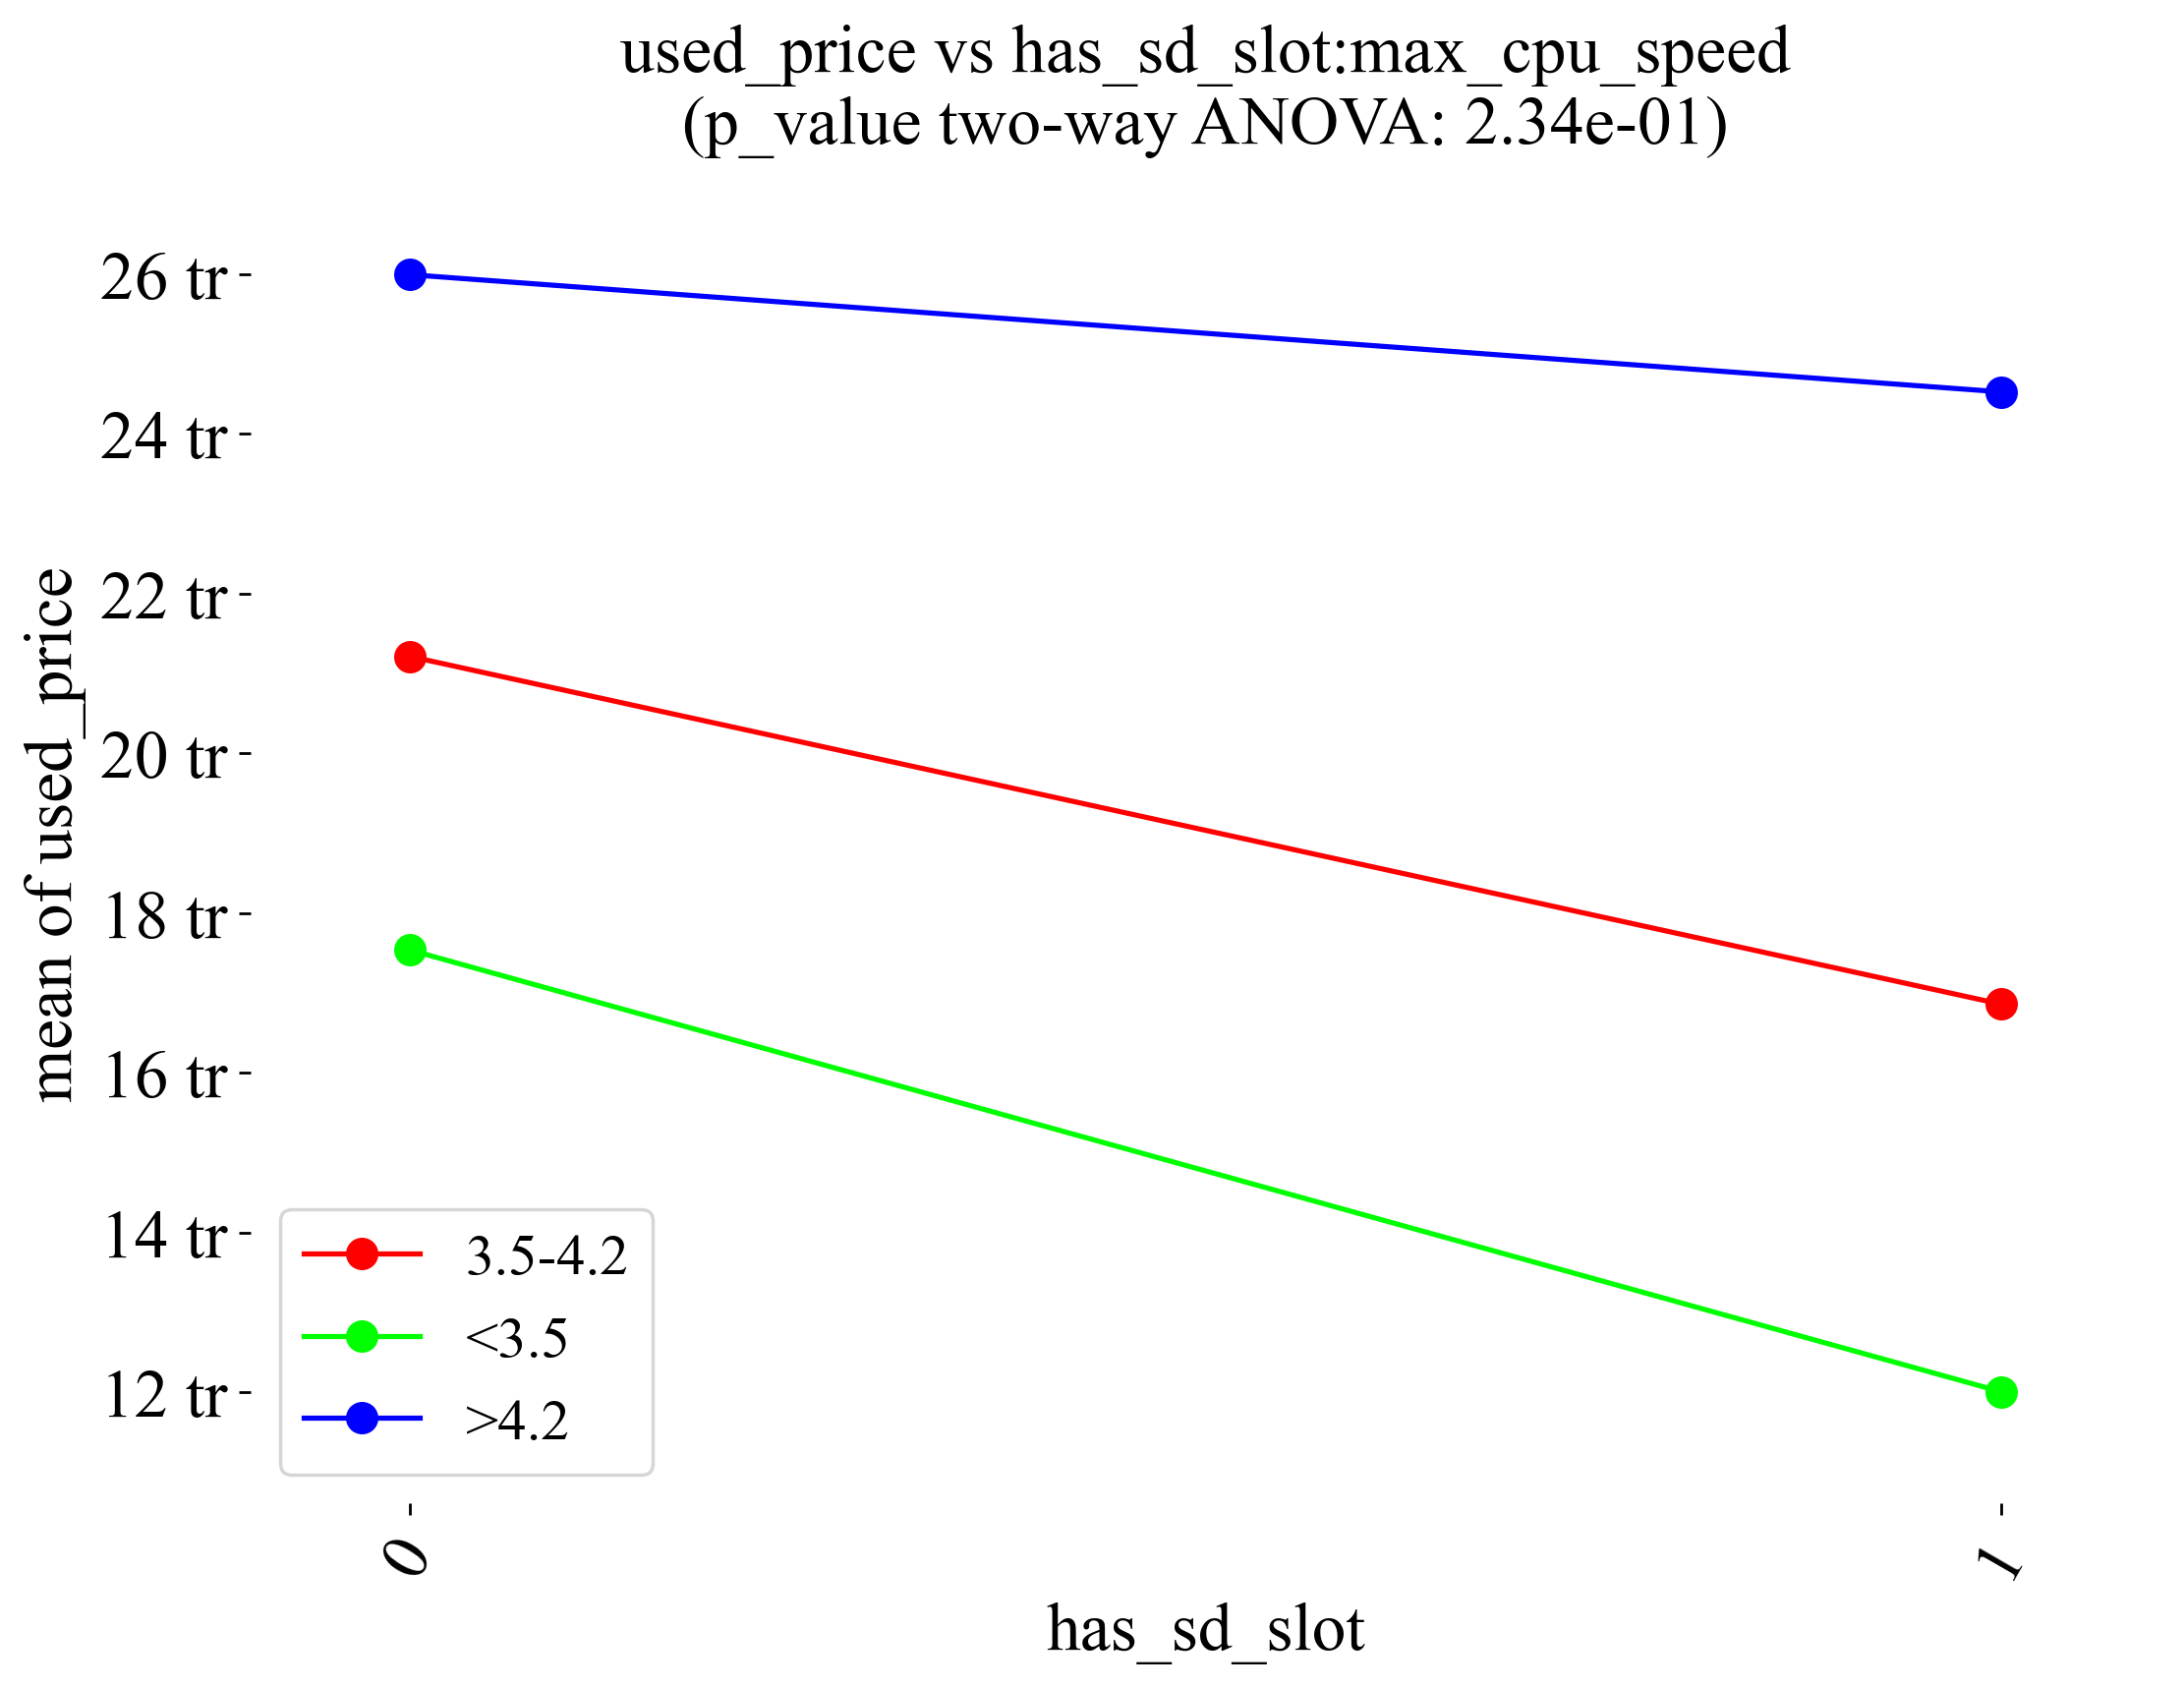 used_price vs has_sd_slot:max_cpu_speed
(p_value two-way ANOVA: 2.34e-01)
mean of used_price
26 tr
24 tr
22 tr
20 tr
18 tr
16 tr
14 tr
12 tr
3.5-4.2
<3.5
>4.2
0
1
has_sd_slot